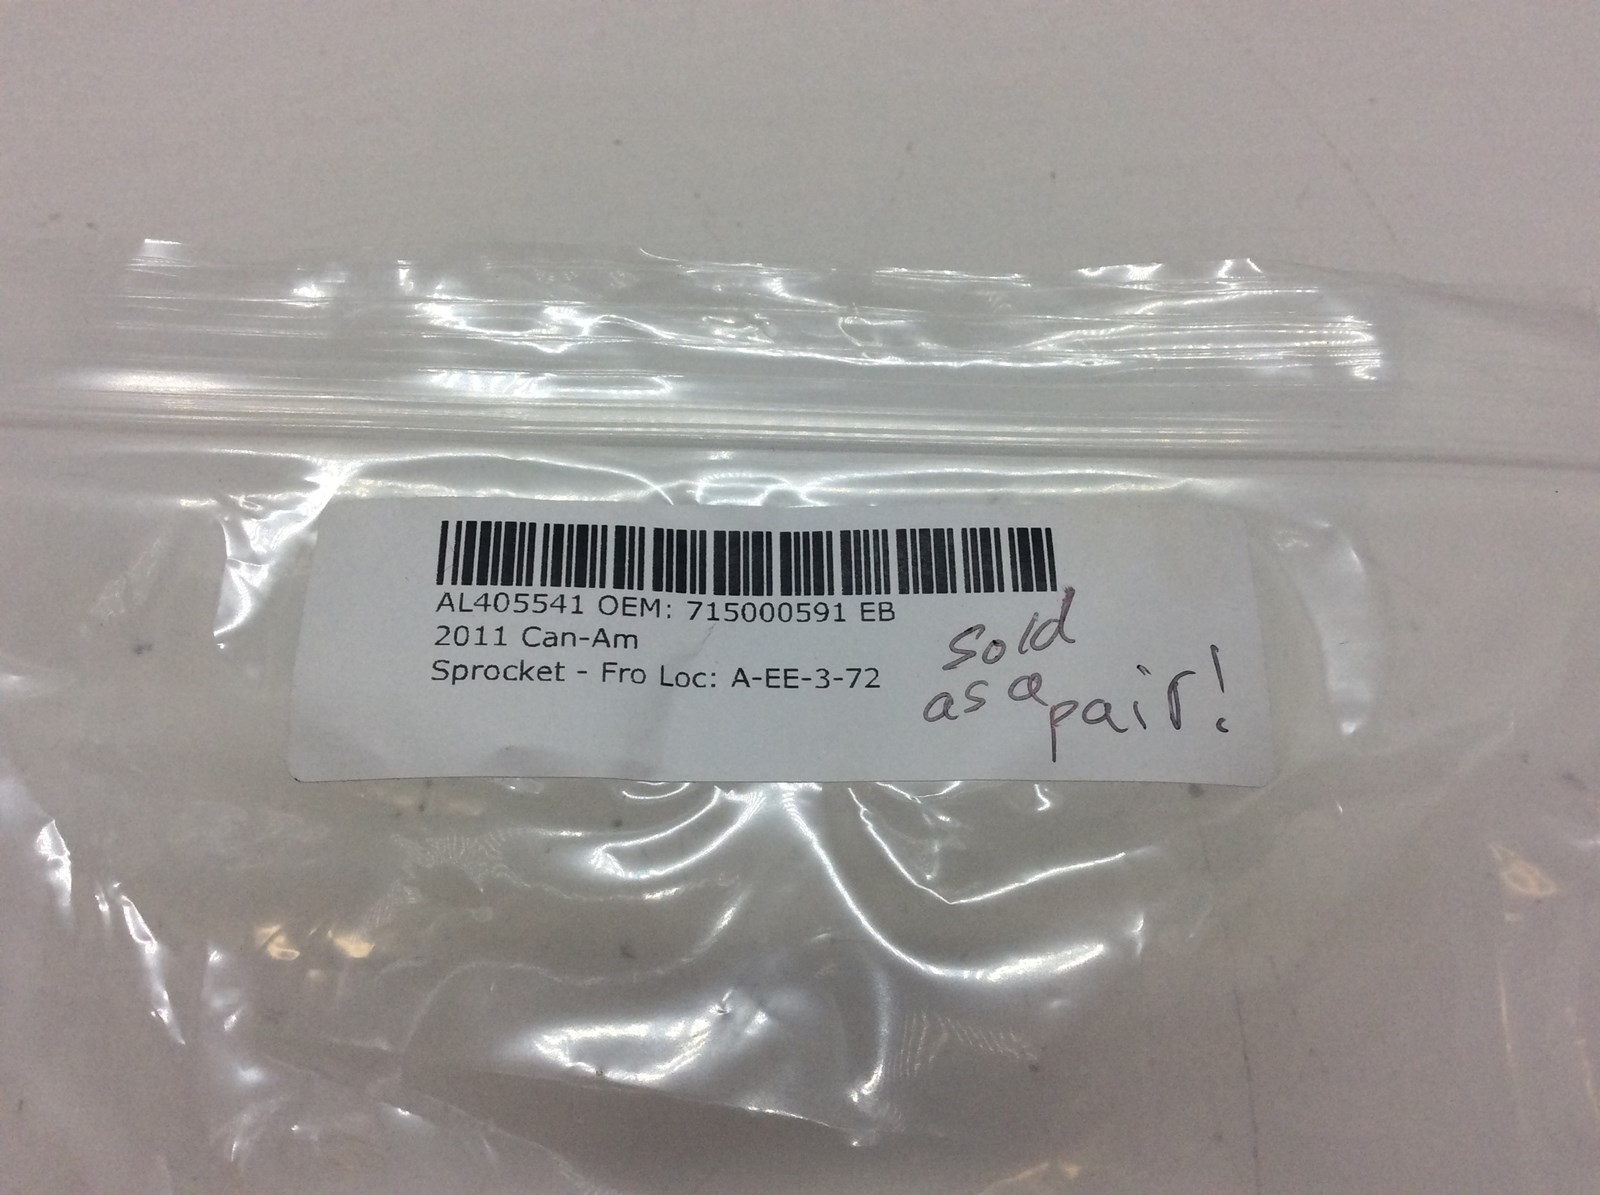 AL405541 OEM: 715000591 EB
2011 Can-Am
Sprocket - Fro Loc: A-EE-3-72
sold
as a pair!